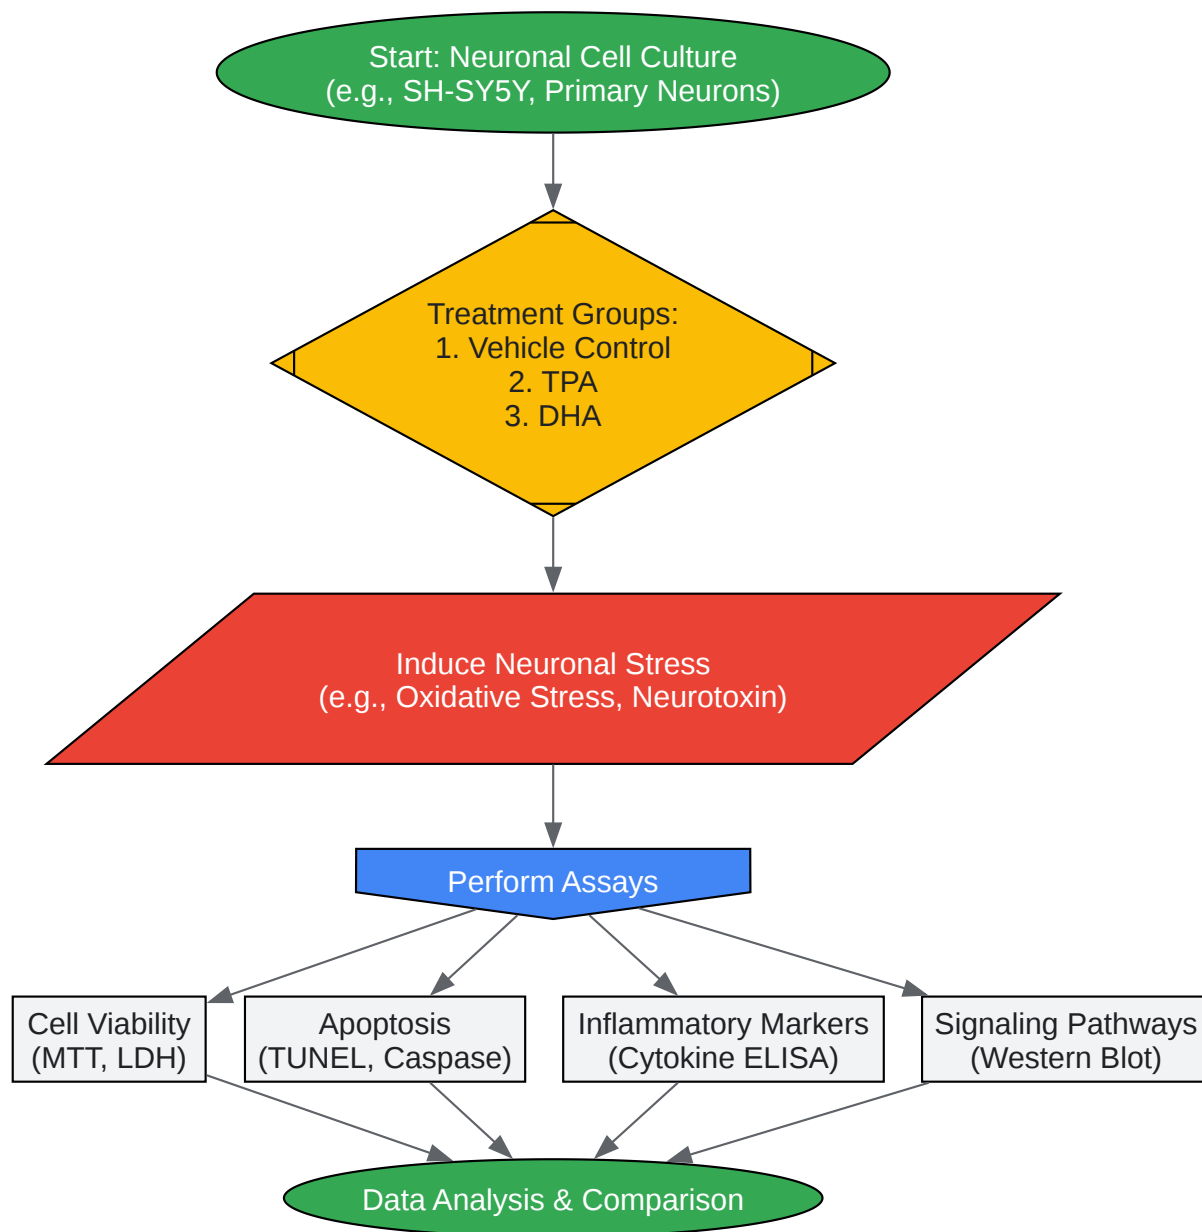 Start: Neuronal Cell Culture
(e.g., SH-SY5Y, Primary Neurons)
Treatment Groups:
1. Vehicle Control
2. TPA
3. DHA
Induce Neuronal Stress
(e.g., Oxidative Stress, Neurotoxin)
Perform Assays
Cell Viability
(MTT, LDH)
Apoptosis
(TUNEL, Caspase)
Inflammatory Markers
(Cytokine ELISA)
Signaling Pathways
(Western Blot)
Data Analysis & Comparison